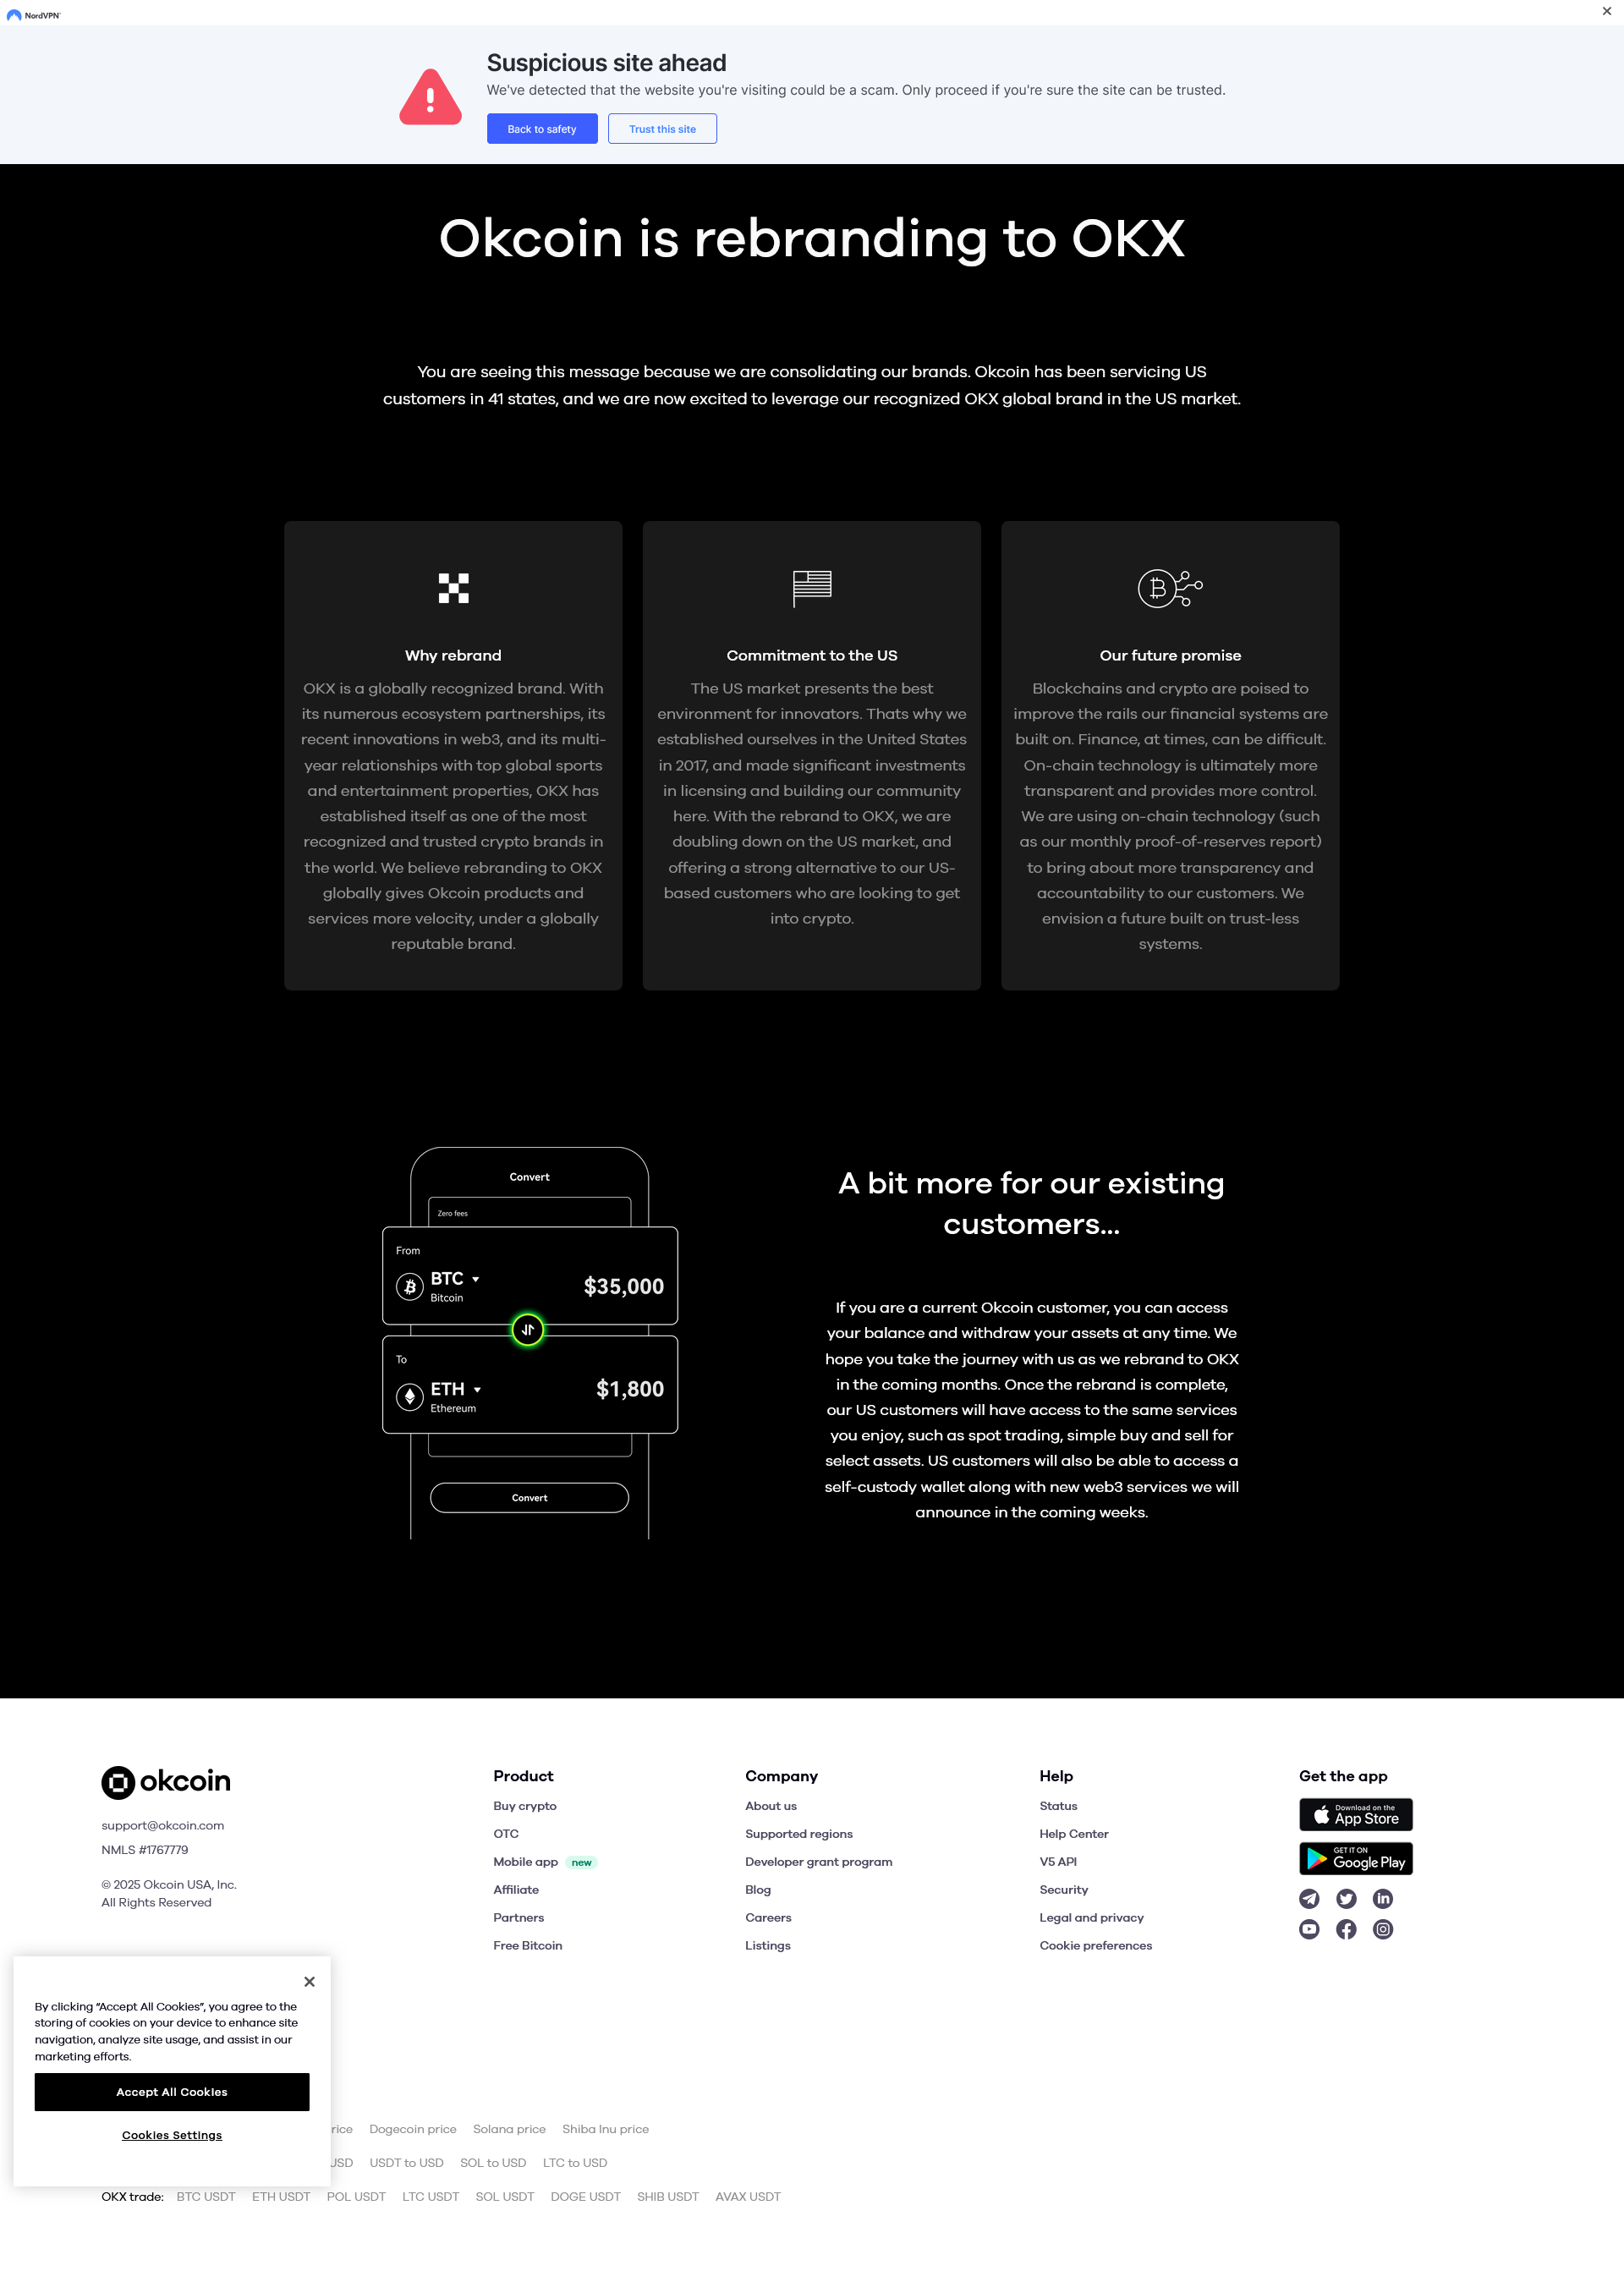 NordVPN
Suspicious site ahead
We've detected that the website you're visiting could be a scam. Only proceed if you're sure the site can be trusted.
Back to safety
Trust this site
Okcoin is rebranding to OKX
You are seeing this message because we are consolidating our brands. Okcoin has been servicing US
customers in 41 states, and we are now excited to leverage our recognized OKX global brand in the US market.
Why rebrand
OKX is a globally recognized brand. With
its numerous ecosystem partnerships, its
recent innovations in web3, and its multi-
year relationships with top global sports
and entertainment properties, OKX has
established itself as one of the most
recognized and trusted crypto brands in
the world. We believe rebranding to OKX
globally gives Okcoin products and
services more velocity, under a globally
reputable brand.
Commitment to the US
The US market presents the best
environment for innovators. Thats why we
established ourselves in the United States
in 2017, and made significant investments
in licensing and building our community
here. With the rebrand to OKX, we are
doubling down on the US market, and
offering a strong alternative to our US-
based customers who are looking to get
into crypto.
Our future promise
Blockchains and crypto are poised to
improve the rails our financial systems are
built on. Finance, at times, can be difficult.
On-chain technology is ultimately more
transparent and provides more control.
We are using on-chain technology (such
as our monthly proof-of-reserves report)
to bring about more transparency and
accountability to our customers. We
envision a future built on trust-less
systems.
Convert
Zero fees
From
BTC
Bitcoin
$35,000
To
ETH
Ethereum
$1,800
Convert
A bit more for our existing
customers...
If you are a current Okcoin customer, you can access
your balance and withdraw your assets at any time. We
hope you take the journey with us as we rebrand to OKX
in the coming months. Once the rebrand is complete,
our US customers will have access to the same services
you enjoy, such as spot trading, simple buy and sell for
select assets. US customers will also be able to access a
self-custody wallet along with new web3 services we will
announce in the coming weeks.
okcoin
support@okcoin.com
NMLS #1767779
© 2025 Okcoin USA, Inc.
All Rights Reserved
Product
Buy crypto
OTC
Mobile app new
Affiliate
Partners
Free Bitcoin
Company
About us
Supported regions
Developer grant program
Blog
Careers
Listings
Help
Status
Help Center
V5 API
Security
Legal and privacy
Cookie preferences
Get the app
Download on the
App Store
GET IT ON
Google Play
By clicking “Accept All Cookies”, you agree to the
storing of cookies on your device to enhance site
navigation, analyze site usage, and assist in our
marketing efforts.
Accept All Cookies
Cookies Settings
rice Dogecoin price Solana price Shiba Inu price
USD USDT to USD SOL to USD LTC to USD
OKX trade: BTC USDT ETH USDT POL USDT LTC USDT SOL USDT DOGE USDT SHIB USDT AVAX USDT